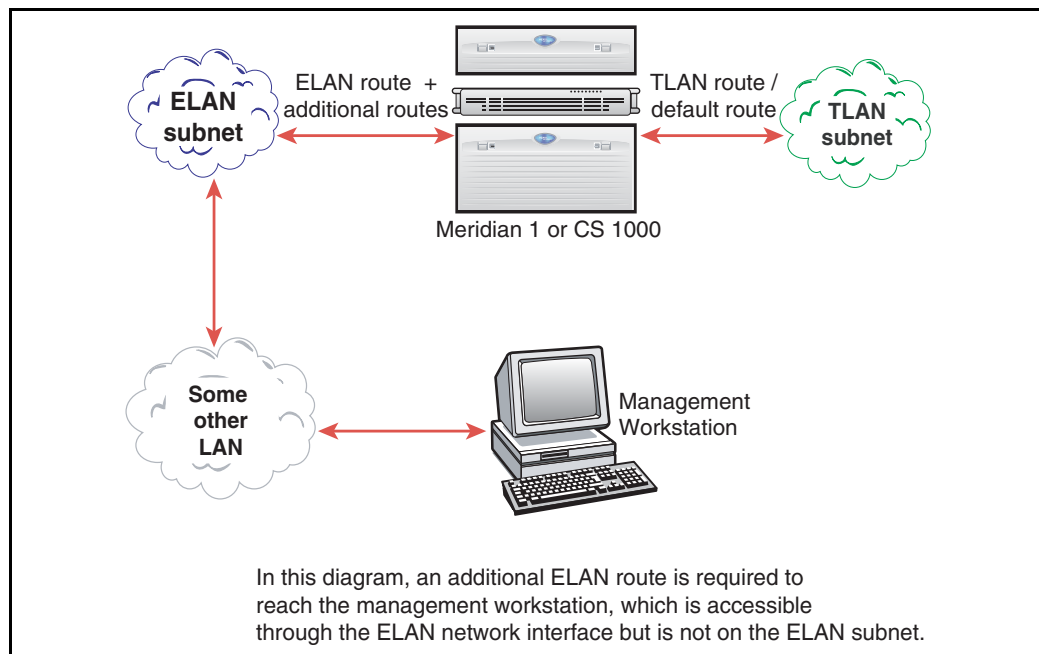 ELAN
subnet
ELAN route +
additional routes
TLAN route /
default route
TLAN
subnet
Meridian 1 or CS 1000
Some
other
LAN
Management
Workstation
In this diagram, an additional ELAN route is required to
reach the management workstation, which is accessible
through the ELAN network interface but is not on the ELAN subnet.